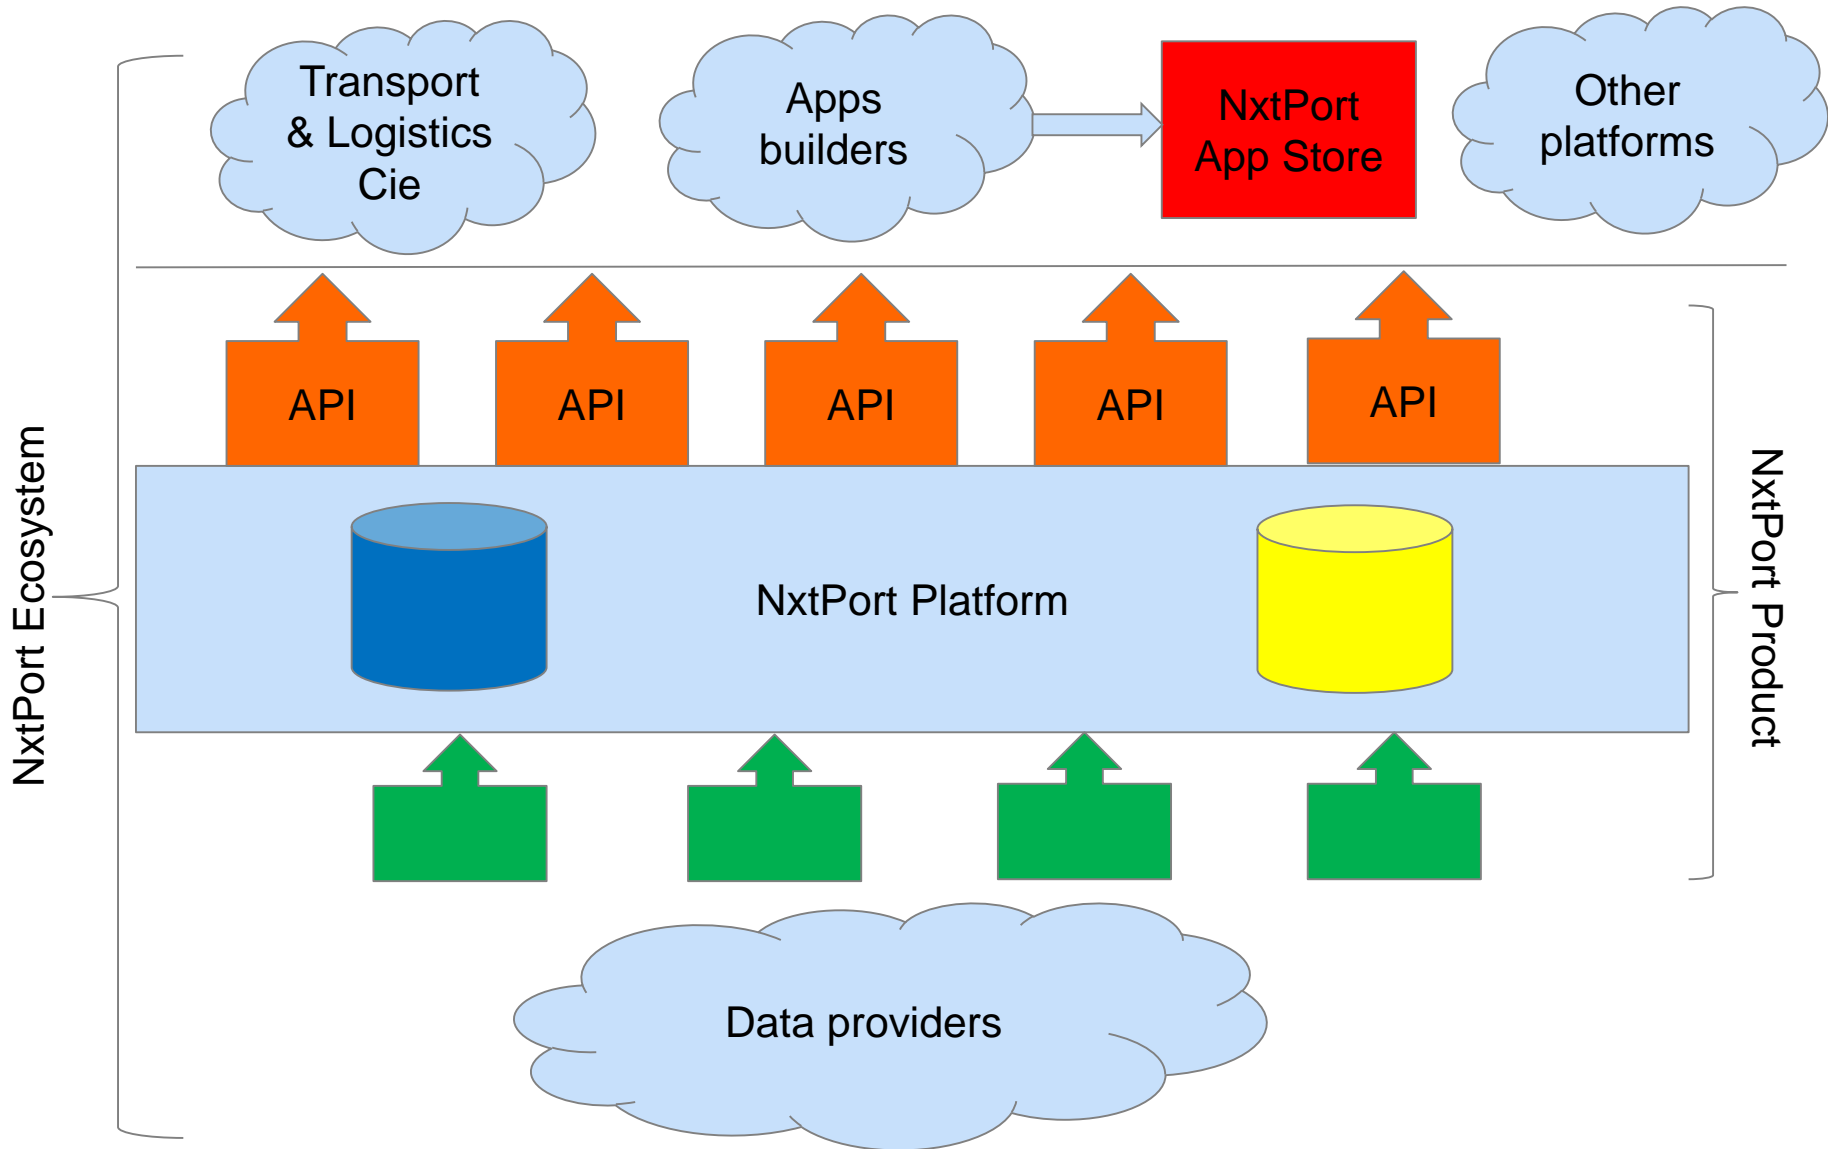 Transport
& Logistics
Cie
Apps
builders
NxtPort
App Store
Other
platforms
API
API
API
API
API
NxtPort Ecosystem
NxtPort Platform
NxtPort Product
Data providers